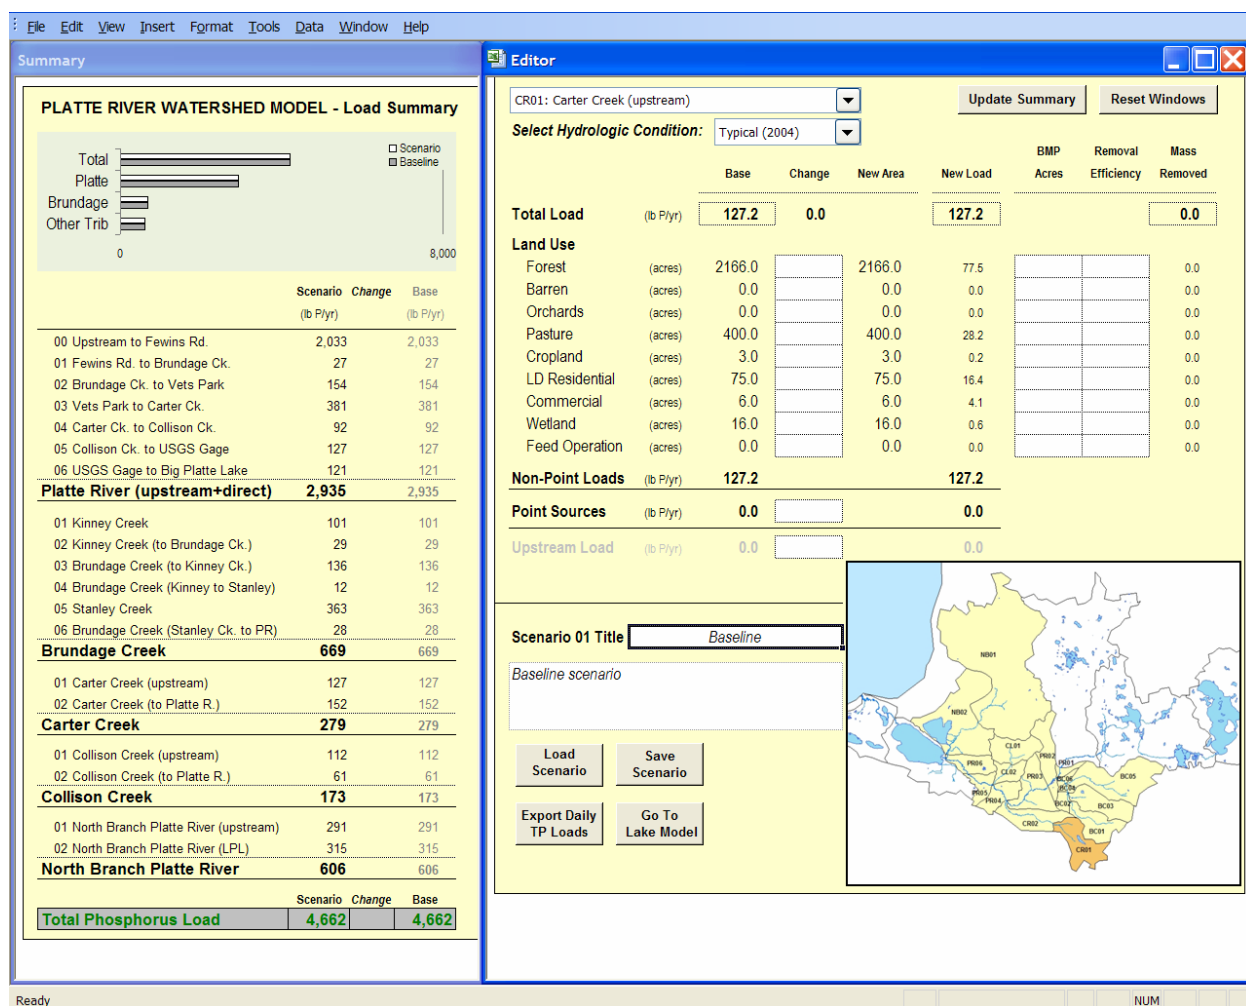 File Edit View Insert Format Tools Data Window Help
Summary
PLATTE RIVER WATERSHED MODEL - Load Summary
Scenario
Baseline
Total
Platte
Brundage
Other Trib
0 8,000
Scenario Change Base
(lb P/yr) (lb P/yr)
00 Upstream to Fewins Rd. 2,033 2,033
01 Fewins Rd. to Brundage Ck. 27 27
02 Brundage Ck. to Vets Park 154 154
03 Vets Park to Carter Ck. 381 381
04 Carter Ck. to Collison Ck. 92 92
05 Collison Ck. to USGS Gage 127 127
06 USGS Gage to Big Platte Lake 121 121
Platte River (upstream+direct) 2,935 2,935
01 Kinney Creek 101 101
02 Kinney Creek (to Brundage Ck.) 29 29
03 Brundage Creek (to Kinney Ck.) 136 136
04 Brundage Creek (Kinney to Stanley) 12 12
05 Stanley Creek 363 363
06 Brundage Creek (Stanley Ck. to PR) 28 28
Brundage Creek 669 669
01 Carter Creek (upstream) 127 127
02 Carter Creek (to Platte R.) 152 152
Carter Creek 279 279
01 Collison Creek (upstream) 112 112
02 Collison Creek (to Platte R.) 61 61
Collison Creek 173 173
01 North Branch Platte River (upstream) 291 291
02 North Branch Platte River (LPL) 315 315
North Branch Platte River 606 606
Scenario Change Base
Total Phosphorus Load 4,662 4,662
Editor
CR01: Carter Creek (upstream) Update Summary Reset Windows
Select Hydrologic Condition: Typical (2004)
BMP Removal Mass
Base Change New Area New Load Acres Efficiency Removed
Total Load (lb P/yr) 127.2 0.0 127.2 0.0
Land Use
Forest (acres) 2166.0 2166.0 77.5 0.0
Barren (acres) 0.0 0.0 0.0 0.0
Orchards (acres) 0.0 0.0 0.0 0.0
Pasture (acres) 400.0 400.0 28.2 0.0
Cropland (acres) 3.0 3.0 0.2 0.0
LD Residential (acres) 75.0 75.0 16.4 0.0
Commercial (acres) 6.0 6.0 4.1 0.0
Wetland (acres) 16.0 16.0 0.6 0.0
Feed Operation (acres) 0.0 0.0 0.0 0.0
Non-Point Loads (lb P/yr) 127.2 127.2
Point Sources (lb P/yr) 0.0 0.0
Upstream Load (lb P/yr) 0.0 0.0
Scenario 01 Title Baseline
Baseline scenario
Load Scenario
Save Scenario
Export Daily TP Loads
Go To Lake Model
NB01
NB02
CL01
PR02
PR06 PR01
CL02 PR03 BC06 BC05
PR05 BC04
PR04 BC02 BC03
CR02 BC01
CR01
Ready NUM